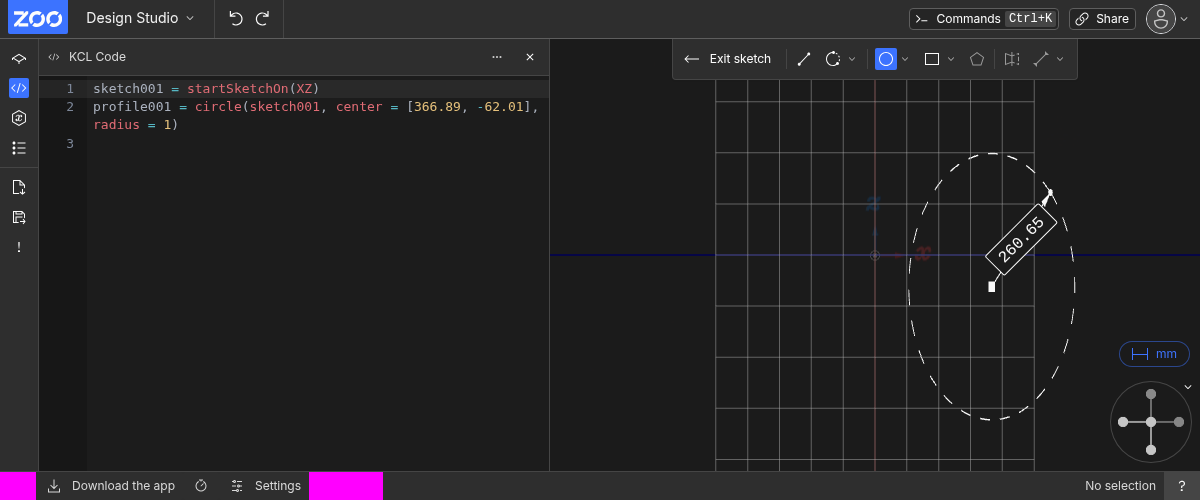 ZOO
Design Studio
Commands Ctrl+K
Share
KCL Code
Exit sketch
1 sketch001 = startSketchOn(XZ)
2 profile001 = circle(sketch001, center = [366.89, -62.01],
radius = 1)
3
z
x
260.65
mm
Download the app
Settings
No selection
?